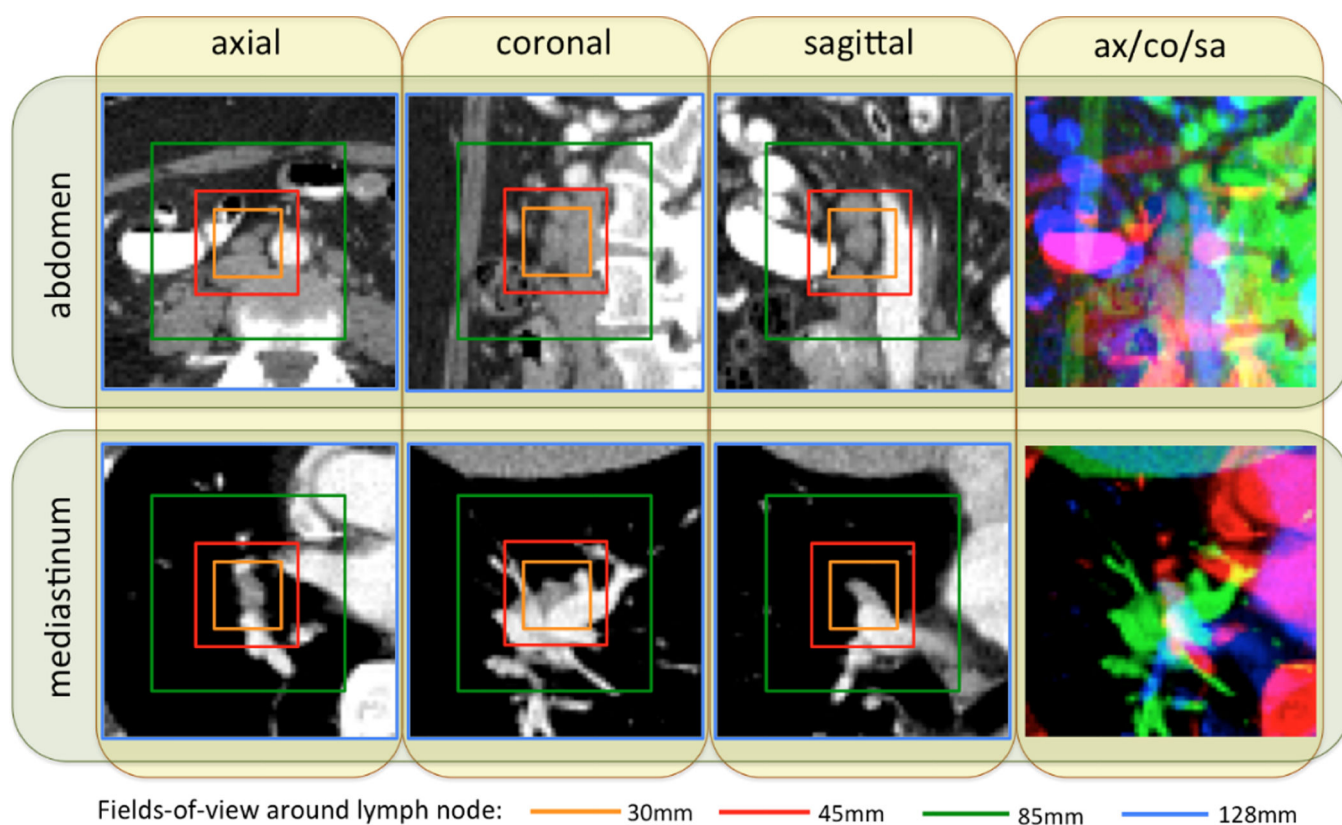 axial coronal sagittal ax/co/sa
abdomen
mediastinum
Fields-of-view around lymph node: 30mm 45mm 85mm 128mm